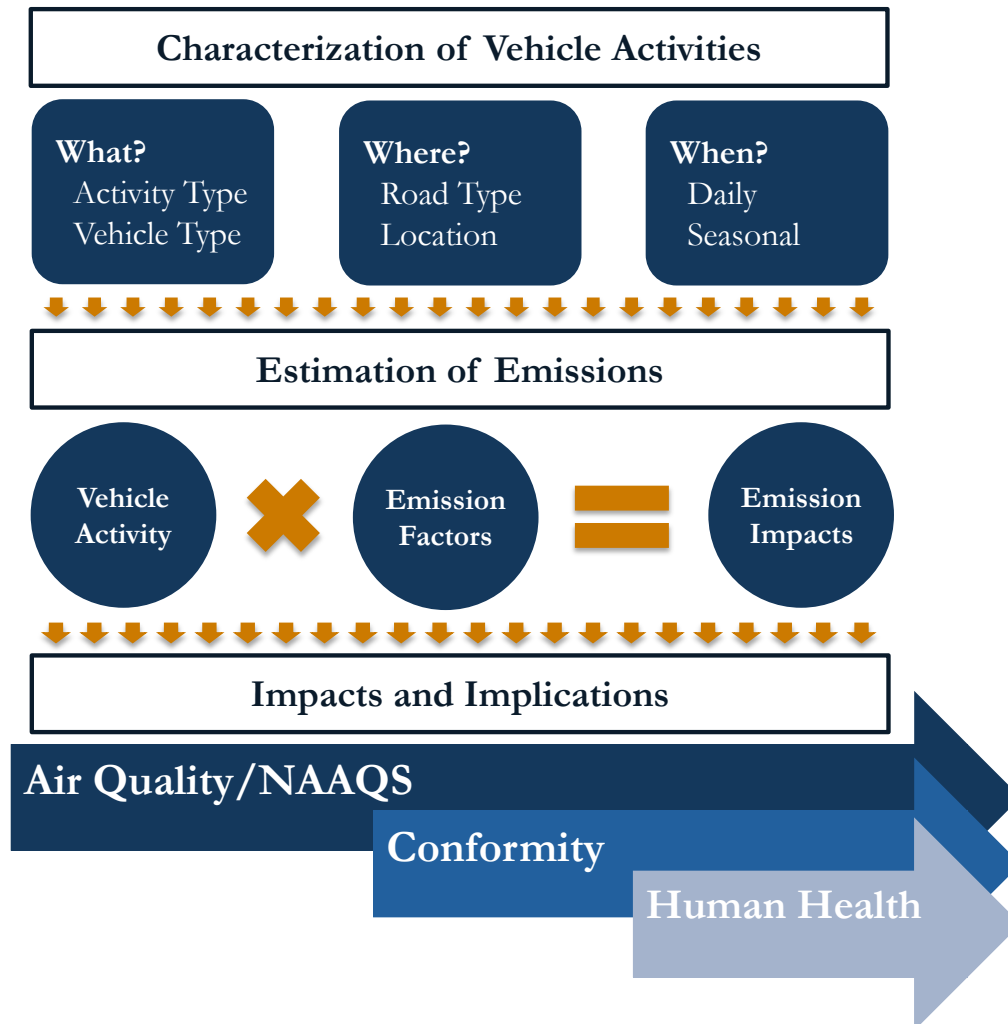 Characterization of Vehicle Activities
What?
Activity Type
Vehicle Type
Where?
Road Type
Location
When?
Daily
Seasonal
Estimation of Emissions
Vehicle
Activity
Emission
Factors
Emission
Impacts
Impacts and Implications
Air Quality/NAAQS
Conformity
Human Health